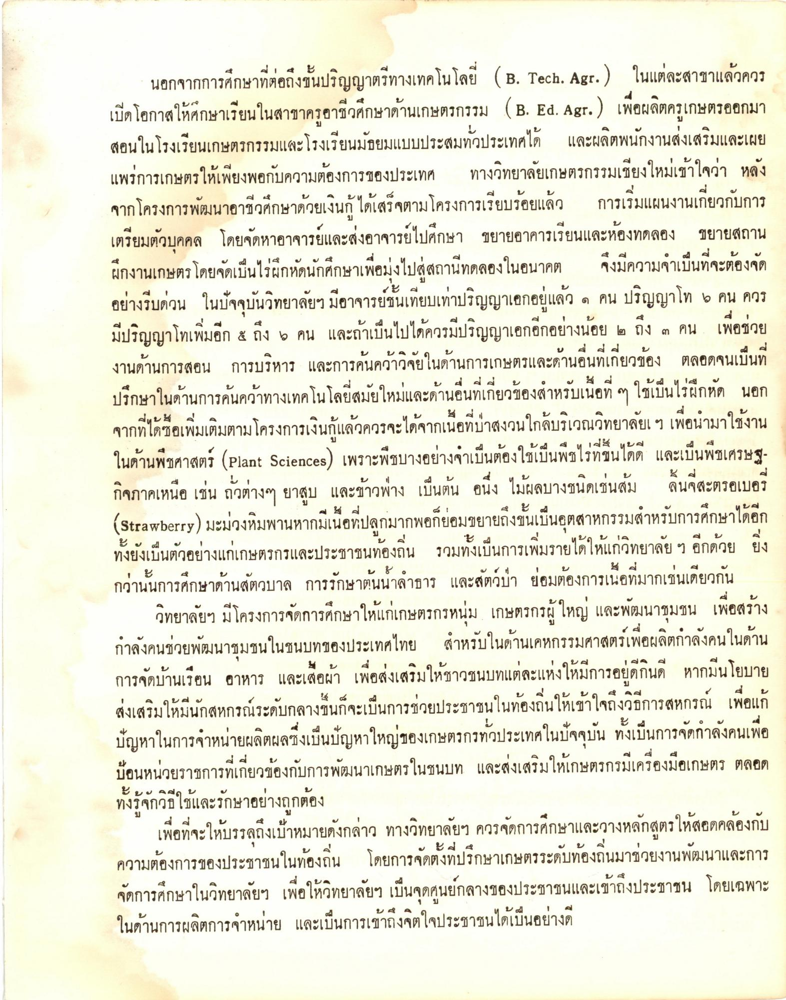 นอกจากการศึกษาที่ต่อถึงขั้นปริญญาตรีทางเทคโนโลยี่ (B. Tech. Agr.) ในแต่ละสาขาแล้วควร
เปิดโอกาสให้ศึกษาเรียนในสาขาครูอาชีวศึกษาด้านเกษตรกรรม (B. Ed. Agr.) เพื่อผลิตครูเกษตรออกมา
สอนในโรงเรียนเกษตรกรรมและโรงเรียนมัธยมแบบประสมทั่วประเทศได้ และผลิตพนักงานส่งเสริมและเผย
แพร่การเกษตรให้เพียงพอกับความต้องการของประเทศ ทางวิทยาลัยเกษตรกรรมเชียงใหม่เข้าใจว่า หลัง
จากโครงการพัฒนาอาชีวศึกษาด้วยเงินกู้ ได้เสร็จตามโครงการเรียบร้อยแล้ว การเริ่มแผนงานเกี่ยวกับการ
เตรียมตัวบุคคล โดยจัดหาอาจารย์และส่งอาจารย์ไปศึกษา ขยายอาคารเรียนและห้องทดลอง ขยายสถาน
ฝึกงานเกษตรโดยจัดเป็นไร่ฝึกหัดนักศึกษาเพื่อมุ่งไปสู่สถานีทดลองในอนาคต จึงมีความจำเป็นที่จะต้องจัด
อย่างรีบด่วน ในปัจจุบันวิทยาลัยฯ มีอาจารย์ชั้นเทียบเท่าปริญญาเอกอยู่แล้ว ๑ คน ปริญญาโท ๖ คน ควร
มีปริญญาโทเพิ่มอีก ๕ ถึง ๖ คน และถ้าเป็นไปได้ควรมีปริญญาเอกอีกอย่างน้อย ๒ ถึง ๓ คน เพื่อช่วย
งานด้านการสอน การบริหาร และการค้นคว้าวิจัยในด้านการเกษตรและด้านอื่นที่เกี่ยวข้อง ตลอดจนเป็นที่
ปรึกษาในด้านการค้นคว้าทางเทคโนโลยี่สมัยใหม่และด้านอื่นที่เกี่ยวข้องสำหรับเนื้อที่ ๆ ใช้เป็นไร่ฝึกหัด นอก
จากที่ได้ซื้อเพิ่มเติมตามโครงการเงินกู้แล้วควรจะได้จากเนื้อที่ป่าสงวนใกล้บริเวณวิทยาลัยเ ฯ เพื่อนำมาใช้งาน
ในด้านพืชศาสตร์ (Plant Sciences) เพราะพืชบางอย่างจำเป็นต้องใช้เป็นพืชไร่ที่ขึ้นได้ดี และเป็นพืชเศรษฐ-
กิจภาคเหนือ เช่น ถั่วต่างๆ ยาสูบ และข้าวฟ่าง เป็นต้น อนึ่ง ไม้ผลบางชนิดเช่นส้ม ลิ้นจี่สะตรอเบอรี่
(Strawberry) มะม่วงหิมพานหากมีเนื้อที่ปลูกมากพอก็ย่อมขยายถึงขั้นเป็นอุตสาหกรรมสำหรับการศึกษาได้อีก
ทั้งยังเป็นตัวอย่างแก่เกษตรกรและประชาชนท้องถิ่น รวมทั้งเป็นการเพิ่มรายได้ให้แก่วิทยาลัย ฯ อีกด้วย ยิ่ง
กว่านั้นการศึกษาด้านสัตวบาล การรักษาต้นน้ำลำธาร และสัตว์ป่า ย่อมต้องการเนื้อที่มากเช่นเดียวกัน
วิทยาลัยฯ มีโครงการจัดการศึกษาให้แก่เกษตรกรหนุ่ม เกษตรกรผู้ใหญ่ และพัฒนาชุมชน เพื่อสร้าง
กำลังคนช่วยพัฒนาชุมชนในชนบทของประเทศไทย สำหรับในด้านเคหกรรมศาสตร์เพื่อผลิตกำลังคนในด้าน
การจัดบ้านเรือน อาหาร และเสื้อผ้า เพื่อส่งเสริมให้ชาวชนบทแต่ละแห่งให้มีการอยู่ดีกินดี หากมีนโยบาย
ส่งเสริมให้มีนักสหกรณ์ระดับกลางขึ้นก็จะเป็นการช่วยประชาชนในท้องถิ่นให้เข้าใจถึงวิธีการสหกรณ์ เพื่อแก้
ปัญหาในการจำหน่ายผลิตผลซึ่งเป็นปัญหาใหญ่ของเกษตรกรทั่วประเทศในปัจจุบัน ทั้งเป็นการจัดกำลังคนเพื่อ
ป้อนหน่วยราชการที่เกี่ยวข้องกับการพัฒนาเกษตรในชนบท และส่งเสริมให้เกษตรกรมีเครื่องมือเกษตร ตลอด
ทั้งรู้จักวิธีใช้และรักษาอย่างถูกต้อง
เพื่อที่จะให้บรรลุถึงเป้าหมายดังกล่าว ทางวิทยาลัยฯ ควรจัดการศึกษาและวางหลักสูตรให้สอดคล้องกับ
ความต้องการของประชาชนในท้องถิ่น โดยการจัดตั้งที่ปรึกษาเกษตรระดับท้องถิ่นมาช่วยงานพัฒนาและการ
จัดการศึกษาในวิทยาลัยฯ เพื่อให้วิทยาลัยฯ เป็นจุดศูนย์กลางของประชาชนและเข้าถึงประชาชน โดยเฉพาะ
ในด้านการผลิตการจำหน่าย และเป็นการเข้าถึงจิตใจประชาชนได้เป็นอย่างดี